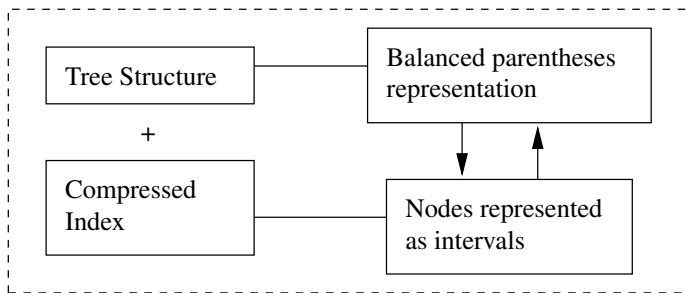 Tree Structure
Balanced parentheses
representation
+
Compressed
Index
Nodes represented
as intervals